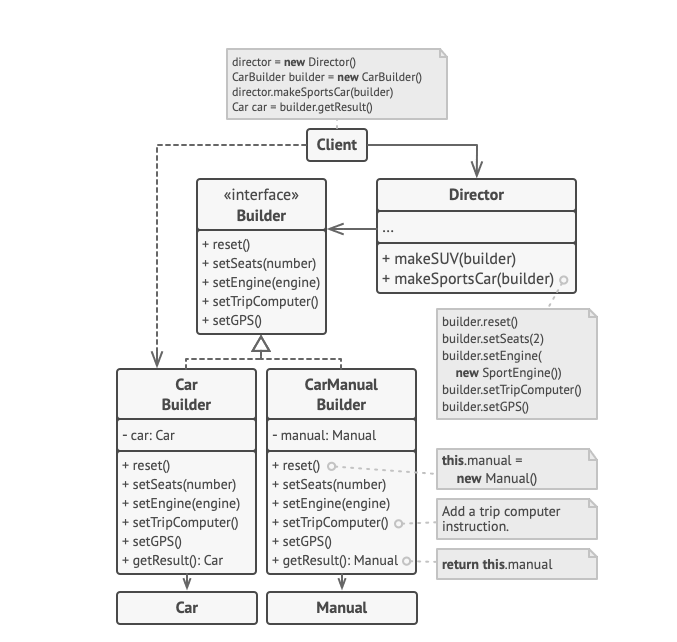 director = new Director()
CarBuilder builder = new CarBuilder()
director.makeSportsCar(builder)
Car car = builder.getResult()
Client
«interface»
Builder
+ reset()
+ setSeats(number)
+ setEngine(engine)
+ setTripComputer()
+ setGPS()
Director
...
+ makeSUV(builder)
+ makeSportsCar(builder)
builder.reset()
builder.setSeats(2)
builder.setEngine(
new SportEngine())
builder.setTripComputer()
builder.setGPS()
Car
Builder
- car: Car
+ reset()
+ setSeats(number)
+ setEngine(engine)
+ setTripComputer()
+ setGPS()
+ getResult(): Car
CarManual
Builder
- manual: Manual
+ reset()
+ setSeats(number)
+ setEngine(engine)
+ setTripComputer()
+ setGPS()
+ getResult(): Manual
this.manual =
new Manual()
Add a trip computer
instruction.
return this.manual
Car
Manual